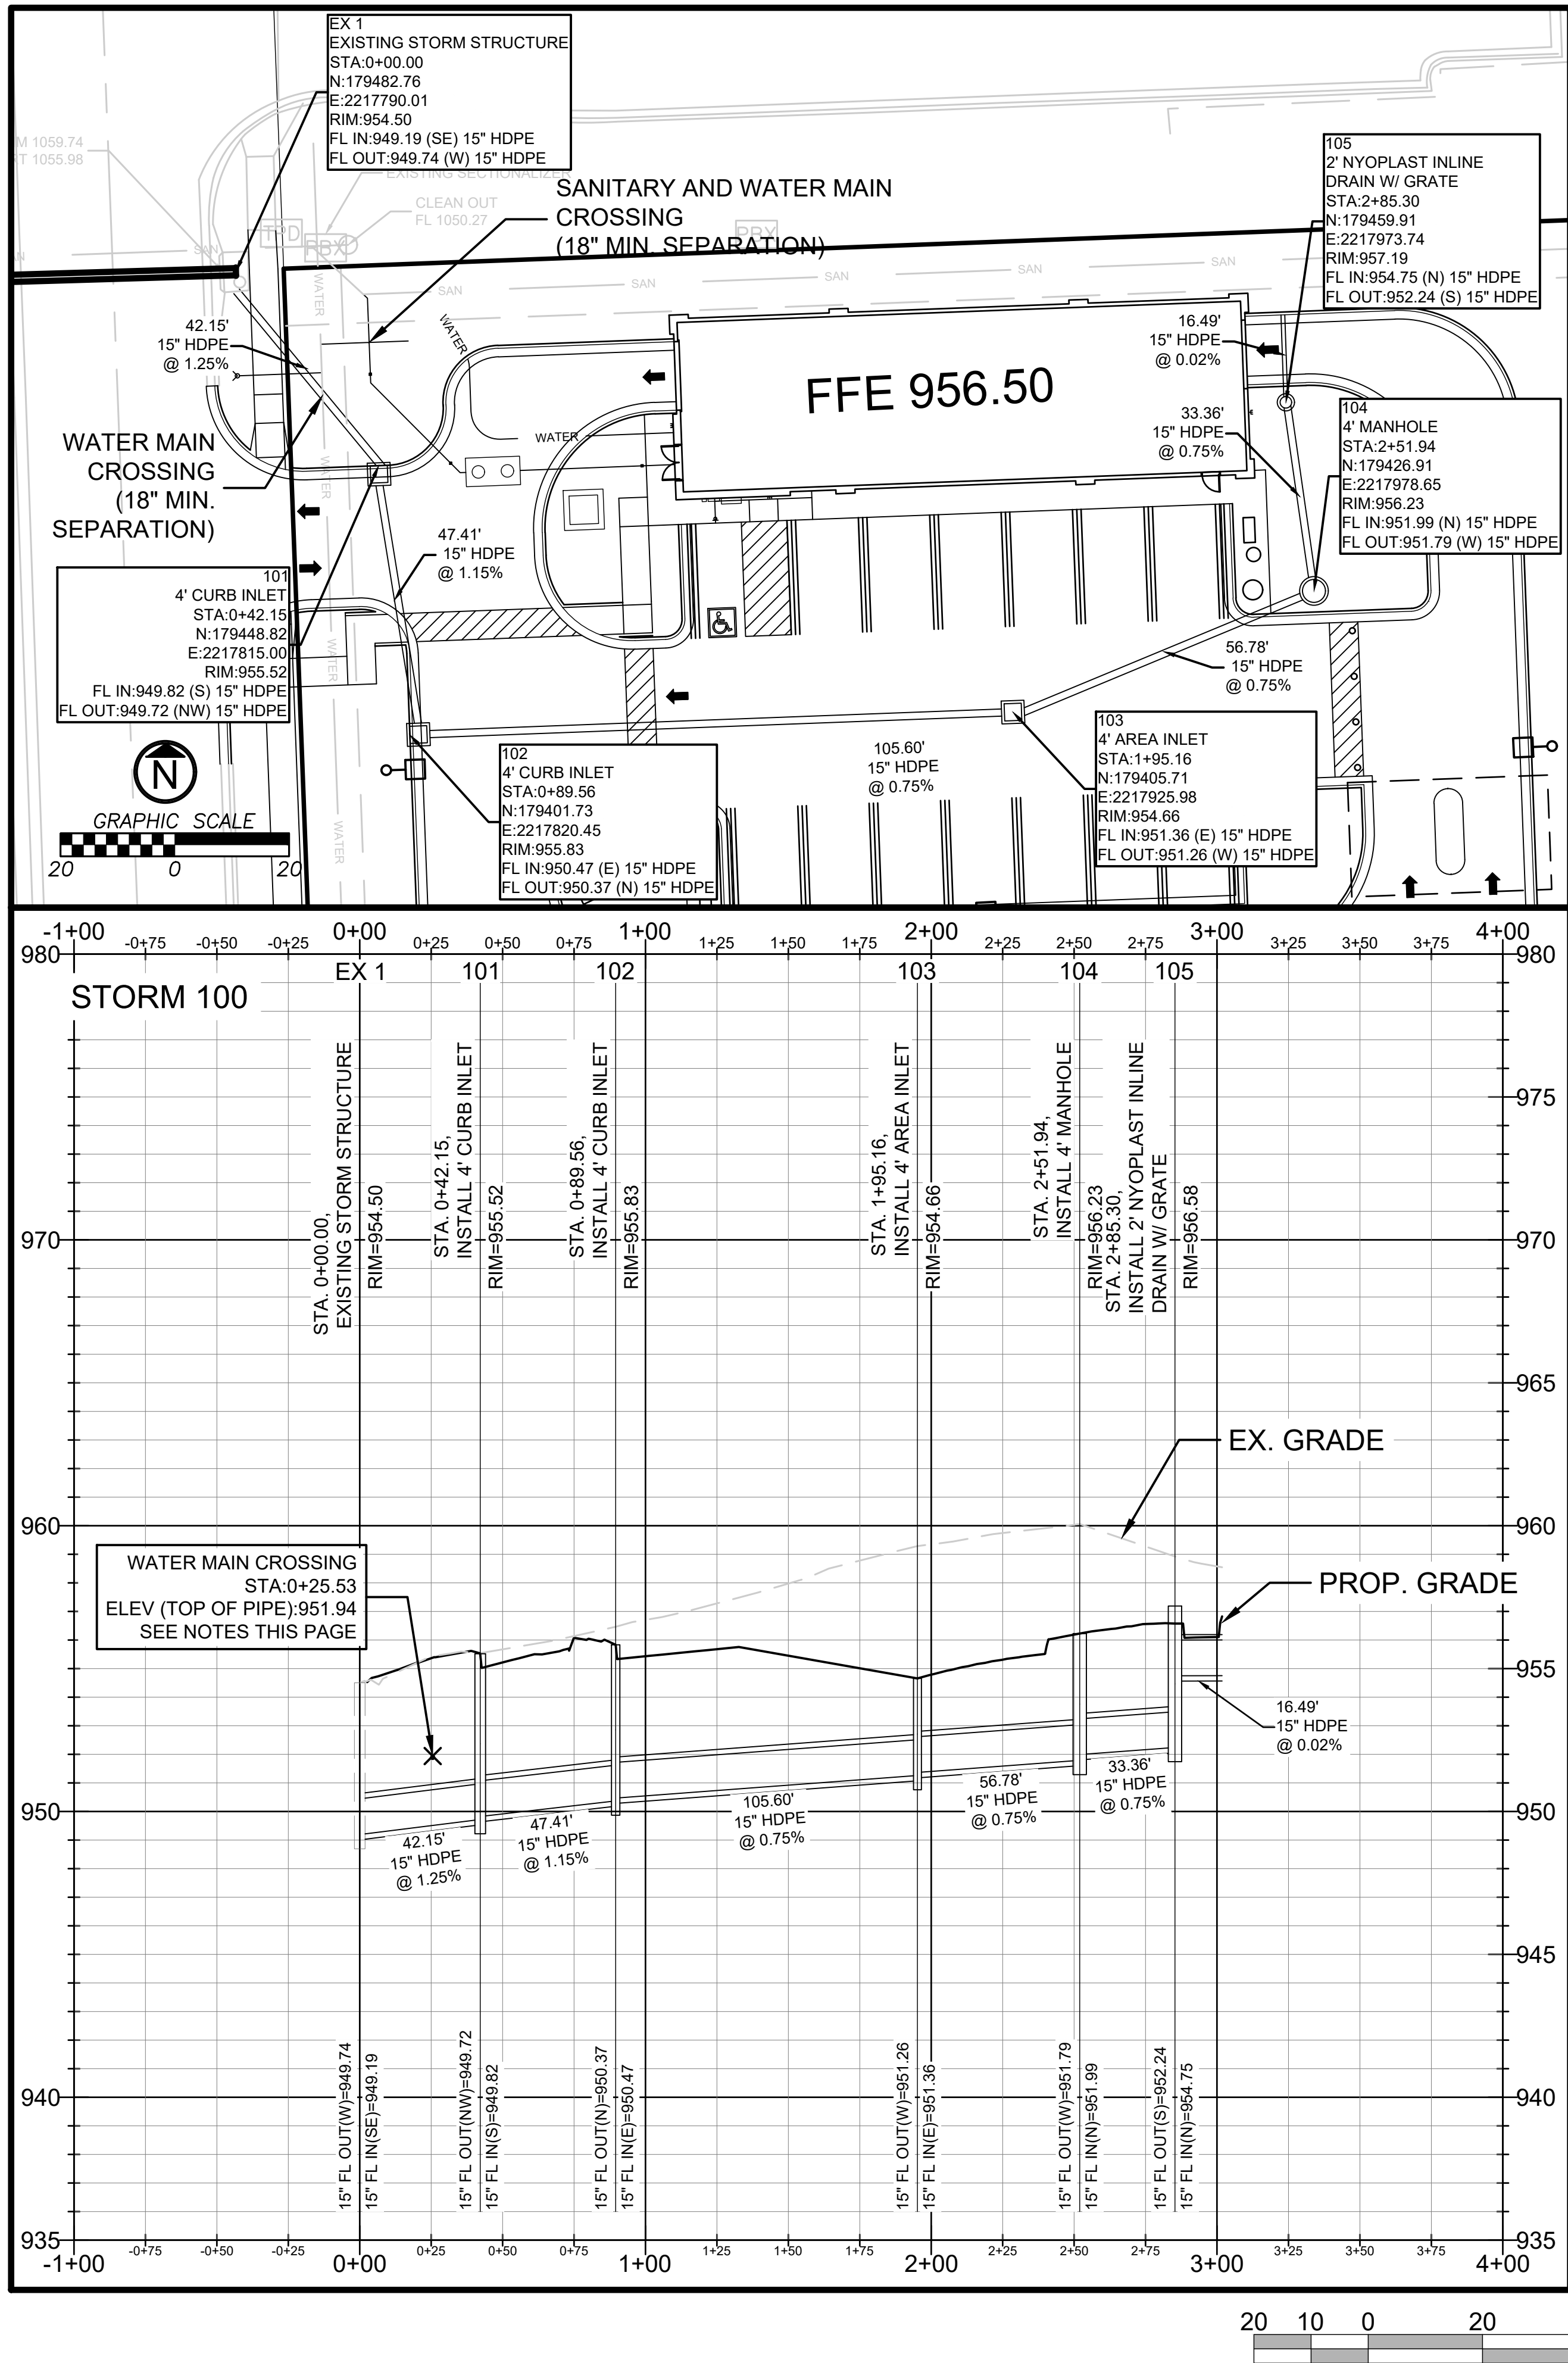 EX 1
EXISTING STORM STRUCTURE
STA:0+00.00
N:179482.76
E:2217790.01
RIM:954.50
FL IN:949.19 (SE) 15" HDPE
FL OUT:949.74 (W) 15" HDPE
M 1059.74
1055.98
EXISTING SECTIONALIZER
CLEAN OUT
FL 1050.27
TPD
RBX
PBX
SANITARY AND WATER MAIN
CROSSING
(18" MIN. SEPARATION)
105
2' NYOPLAST INLINE
DRAIN W/ GRATE
STA:2+85.30
N:179459.91
E:2217973.74
RIM:957.19
FL IN:954.75 (N) 15" HDPE
FL OUT:952.24 (S) 15" HDPE
SAN
SAN
SAN
SAN
SAN
SAN
WATER
WATER
WATER
WATER
WATER
WATER
42.15'
15" HDPE
@ 1.25%
16.49'
15" HDPE
@ 0.02%
FFE 956.50
33.36'
15" HDPE
@ 0.75%
104
4' MANHOLE
STA:2+51.94
N:179426.91
E:2217978.65
RIM:956.23
FL IN:951.99 (N) 15" HDPE
FL OUT:951.79 (W) 15" HDPE
WATER MAIN
CROSSING
(18" MIN.
SEPARATION)
47.41'
15" HDPE
@ 1.15%
101
4' CURB INLET
STA:0+42.15
N:179448.82
E:2217815.00
RIM:955.52
FL IN:949.82 (S) 15" HDPE
FL OUT:949.72 (NW) 15" HDPE
56.78'
15" HDPE
@ 0.75%
103
4' AREA INLET
STA:1+95.16
N:179405.71
E:2217925.98
RIM:954.66
FL IN:951.36 (E) 15" HDPE
FL OUT:951.26 (W) 15" HDPE
102
4' CURB INLET
STA:0+89.56
N:179401.73
E:2217820.45
RIM:955.83
FL IN:950.47 (E) 15" HDPE
FL OUT:950.37 (N) 15" HDPE
105.60'
15" HDPE
@ 0.75%
N
GRAPHIC SCALE
20 0 20
-1+00 -0+75 -0+50 -0+25 0+00 0+25 0+50 0+75 1+00 1+25 1+50 1+75 2+00 2+25 2+50 2+75 3+00 3+25 3+50 3+75 4+00
980 980
EX 1 101 102 103 104 105
STORM 100
STA. 0+00.00,
EXISTING STORM STRUCTURE
RIM=954.50
STA. 0+42.15,
INSTALL 4' CURB INLET
RIM=955.52
STA. 0+89.56,
INSTALL 4' CURB INLET
RIM=955.83
STA. 1+95.16,
INSTALL 4' AREA INLET
RIM=954.66
STA. 2+51.94,
INSTALL 4' MANHOLE
RIM=956.23
STA. 2+85.30,
INSTALL 2' NYOPLAST INLINE
DRAIN W/ GRATE
RIM=956.58
975
970 970
965
EX. GRADE
960 960
WATER MAIN CROSSING
STA:0+25.53
ELEV (TOP OF PIPE):951.94
SEE NOTES THIS PAGE
PROP. GRADE
955
16.49'
15" HDPE
@ 0.02%
950 950
42.15'
15" HDPE
@ 1.25%
47.41'
15" HDPE
@ 1.15%
105.60'
15" HDPE
@ 0.75%
56.78'
15" HDPE
@ 0.75%
33.36'
15" HDPE
@ 0.75%
945
940 940
15" FL OUT(W)=949.74
15" FL IN(SE)=949.19
15" FL OUT(NW)=949.72
15" FL IN(S)=949.82
15" FL OUT(N)=950.37
15" FL IN(E)=950.47
15" FL OUT(W)=951.26
15" FL IN(E)=951.36
15" FL OUT(W)=951.79
15" FL IN(N)=951.99
15" FL OUT(S)=952.24
15" FL IN(N)=954.75
935 935
-1+00 -0+75 -0+50 -0+25 0+00 0+25 0+50 0+75 1+00 1+25 1+50 1+75 2+00 2+25 2+50 2+75 3+00 3+25 3+50 3+75 4+00
20 10 0 20